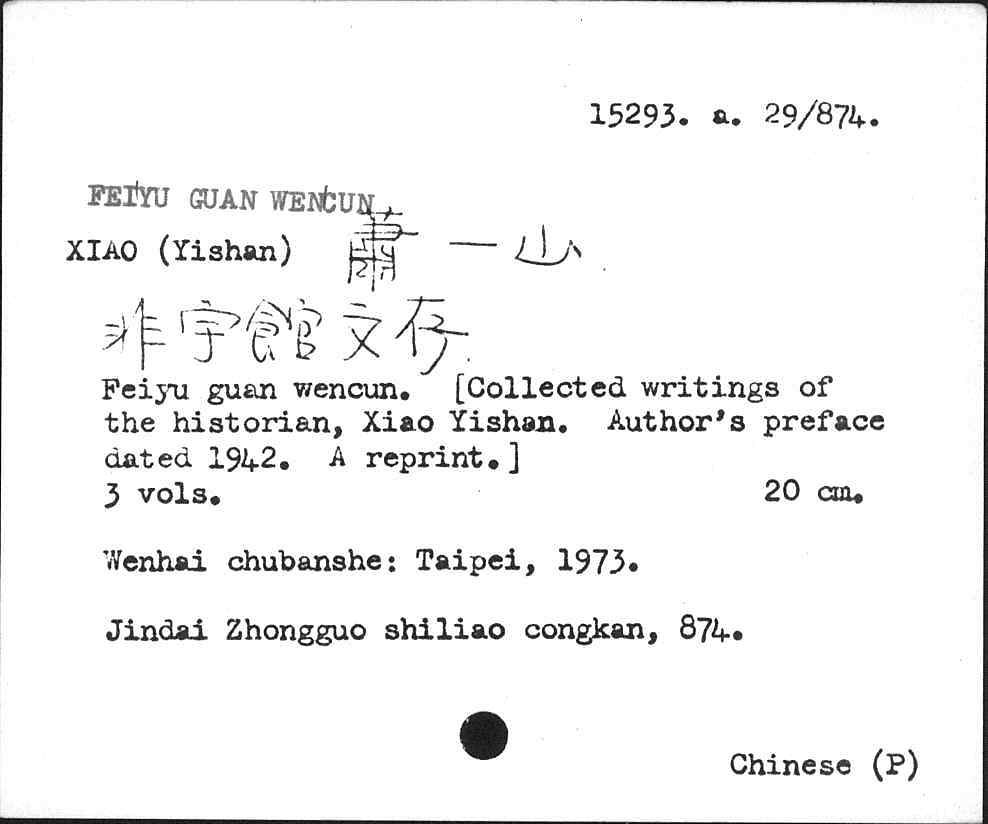 15293. a. 29/874.
FEIYU GUAN WENCUN
XIAO (Yishan) 蕭一山
非宇館文存
Feiyu guan wencun. [Collected writings of
the historian, Xiao Yishan. Author's preface
dated 1942. A reprint.]
3 vols. 20 cm.
Wenhai chubanshe: Taipei, 1973.
Jindai Zhongguo shiliao congkan, 874.
Chinese (P)